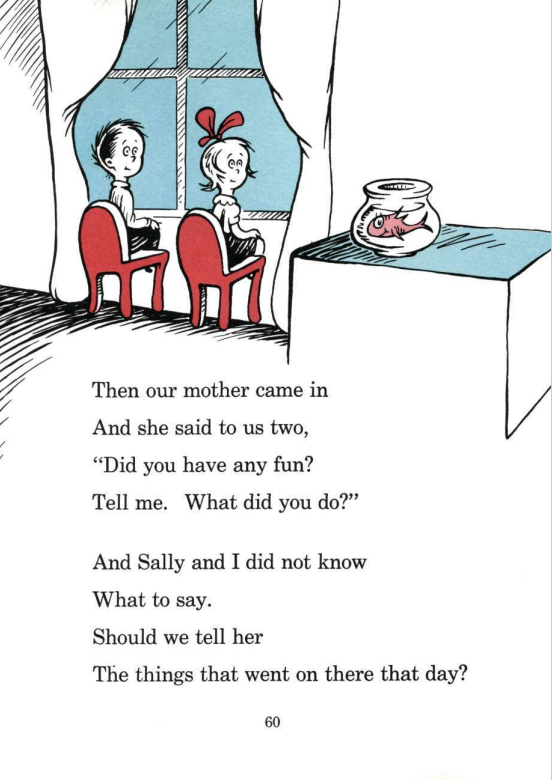 Then our mother came in
And she said to us two,
“Did you have any fun?
Tell me. What did you do?”
And Sally and I did not know
What to say.
Should we tell her
The things that went on there that day?
60